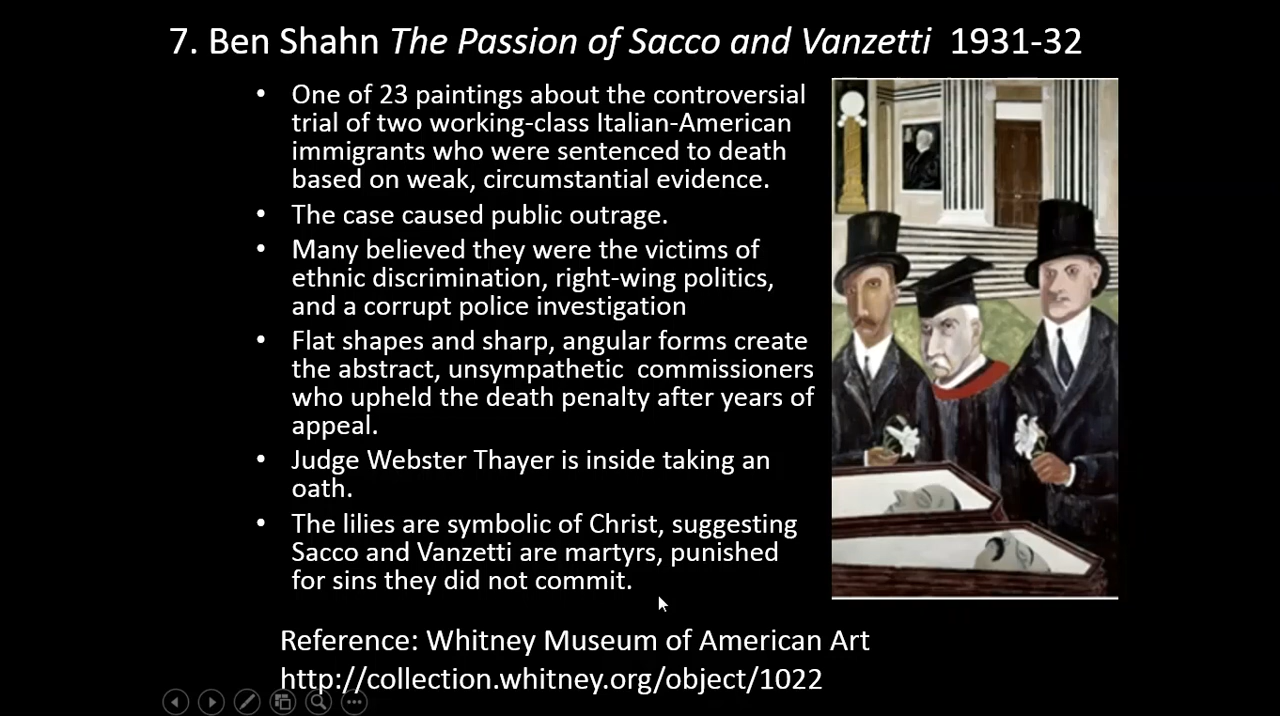 7. Ben Shahn The Passion of Sacco and Vanzetti 1931-32
• One of 23 paintings about the controversial
trial of two working-class Italian-American
immigrants who were sentenced to death
based on weak, circumstantial evidence.
• The case caused public outrage.
• Many believed they were the victims of
ethnic discrimination, right-wing politics,
and a corrupt police investigation
• Flat shapes and sharp, angular forms create
the abstract, unsympathetic commissioners
who upheld the death penalty after years of
appeal.
• Judge Webster Thayer is inside taking an
oath.
• The lilies are symbolic of Christ, suggesting
Sacco and Vanzetti are martyrs, punished
for sins they did not commit.
Reference: Whitney Museum of American Art
http://collection.whitney.org/object/1022